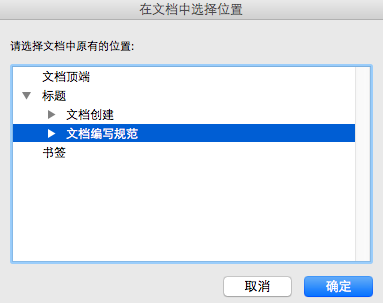 在文档中选择位置
请选择文档中原有的位置:
文档顶端
标题
文档创建
文档编写规范
书签
取消
确定